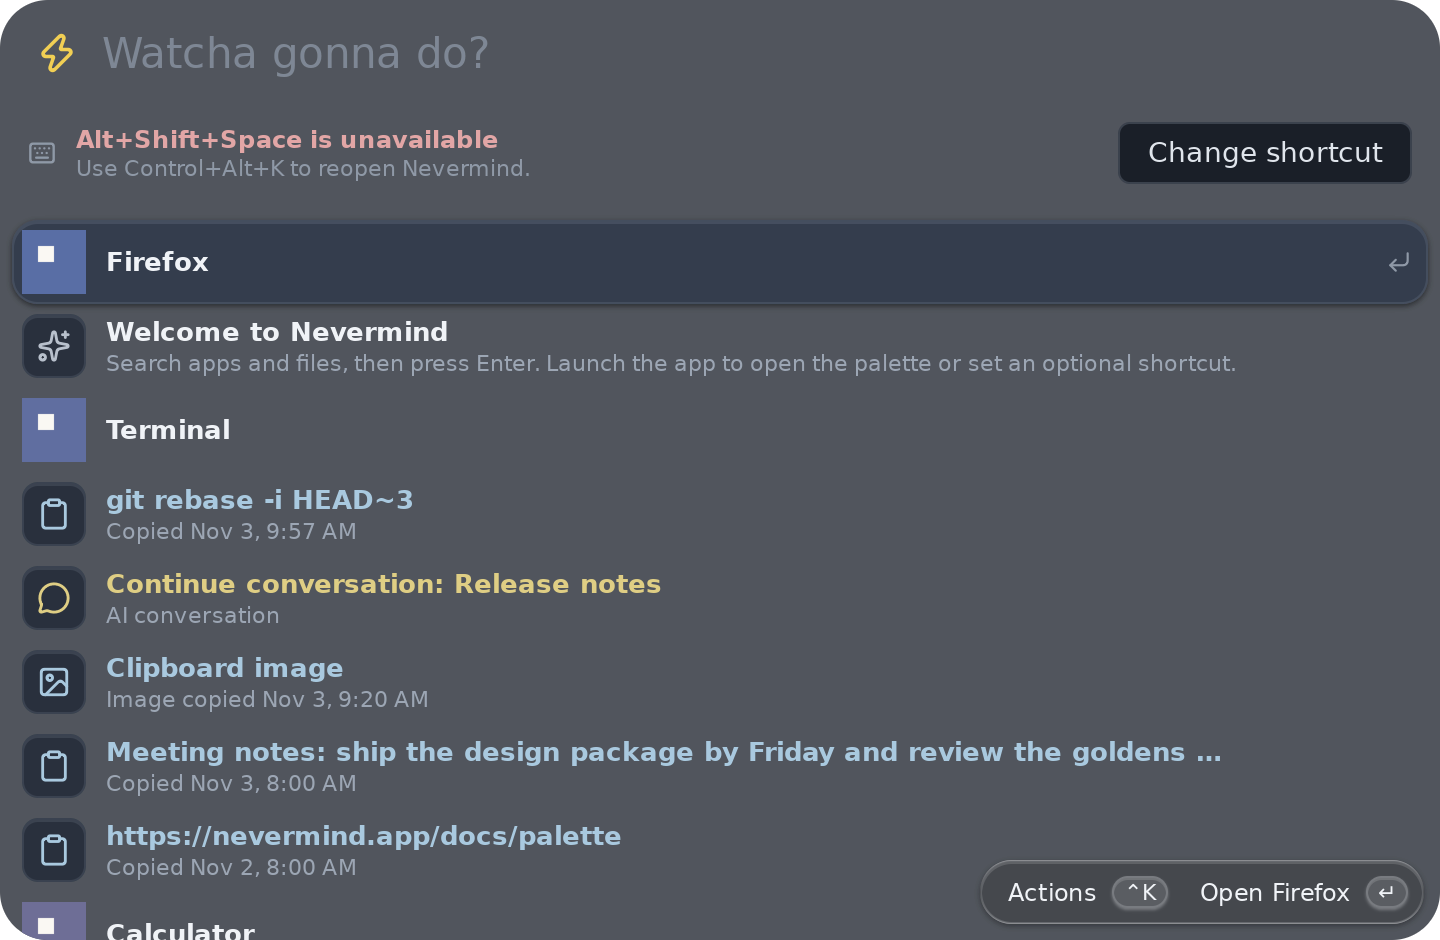 Watcha gonna do?
Alt+Shift+Space is unavailable
Use Control+Alt+K to reopen Nevermind.
Change shortcut
Firefox
Welcome to Nevermind
Search apps and files, then press Enter. Launch the app to open the palette or set an optional shortcut.
Terminal
git rebase -i HEAD~3
Copied Nov 3, 9:57 AM
Continue conversation: Release notes
AI conversation
Clipboard image
Image copied Nov 3, 9:20 AM
Meeting notes: ship the design package by Friday and review the goldens …
Copied Nov 3, 8:00 AM
https://nevermind.app/docs/palette
Copied Nov 2, 8:00 AM
Actions ^K Open Firefox ↵
Calculator